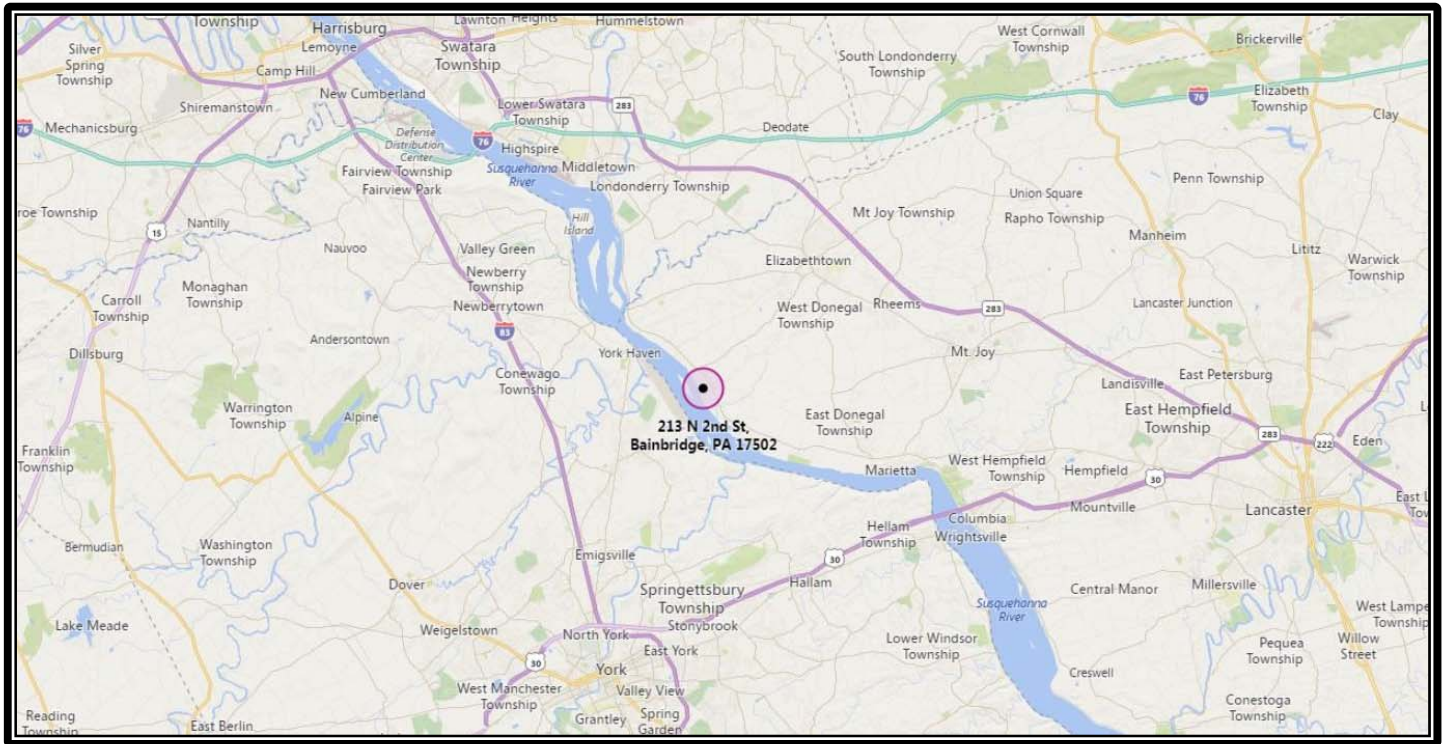 Township
Harrisburg
Lawnton
Heights
Hummelstown
West Cornwall
Township
Brickerville
Silver
Spring
Township
Lemoyne
Swatara
Township
South Londonderry
Township
Camp Hill
New Cumberland
Elizabeth
Township
Shiremanstown
Lower Swatara
Township
283
76
Clay
76
Mechanicsburg
Defense
Distribution
Center
76
Deodate
Highspire
Fairview Township
Susquehanna
River
Middletown
Fairview Park
Londonderry Township
Penn Township
Union Square
roe Township
Nantilly
15
Hill
Island
Mt Joy Township
Rapho Township
Manheim
Nauvoo
Valley Green
Elizabethtown
Lititz
Warwick
Township
Newberry
Township
Monaghan
Township
Carroll
Township
Newberrytown
West Donegal
Township
Rheems
283
Lancaster Junction
83
Andersontown
Dillsburg
York Haven
Mt. Joy
Conewago
Township
Landisville
East Petersburg
Warrington
Township
Alpine
East Donegal
Township
East Hempfield
Township
213 N 2nd St,
Bainbridge, PA 17502
283
222
Eden
Franklin
Township
Marietta
West Hempfield
Township
Hempfield
30
Mountville
Lancaster
East L
Tow
Columbia
Hellam
Township
Wrightsville
Bermudian
Washington
Township
Emigsville
30
Dover
Springettsbury
Township
Hallam
Central Manor
Millersville
Susquehanna
River
West Lampe
Township
Lake Meade
Weigelstown
North York
Stonybrook
Lower Windsor
Township
Pequea
Township
Willow
Street
30
East York
York
Creswell
West Manchester
Township
Valley View
Conestoga
Township
Reading
Township
East Berlin
Grantley
Spring
Garden